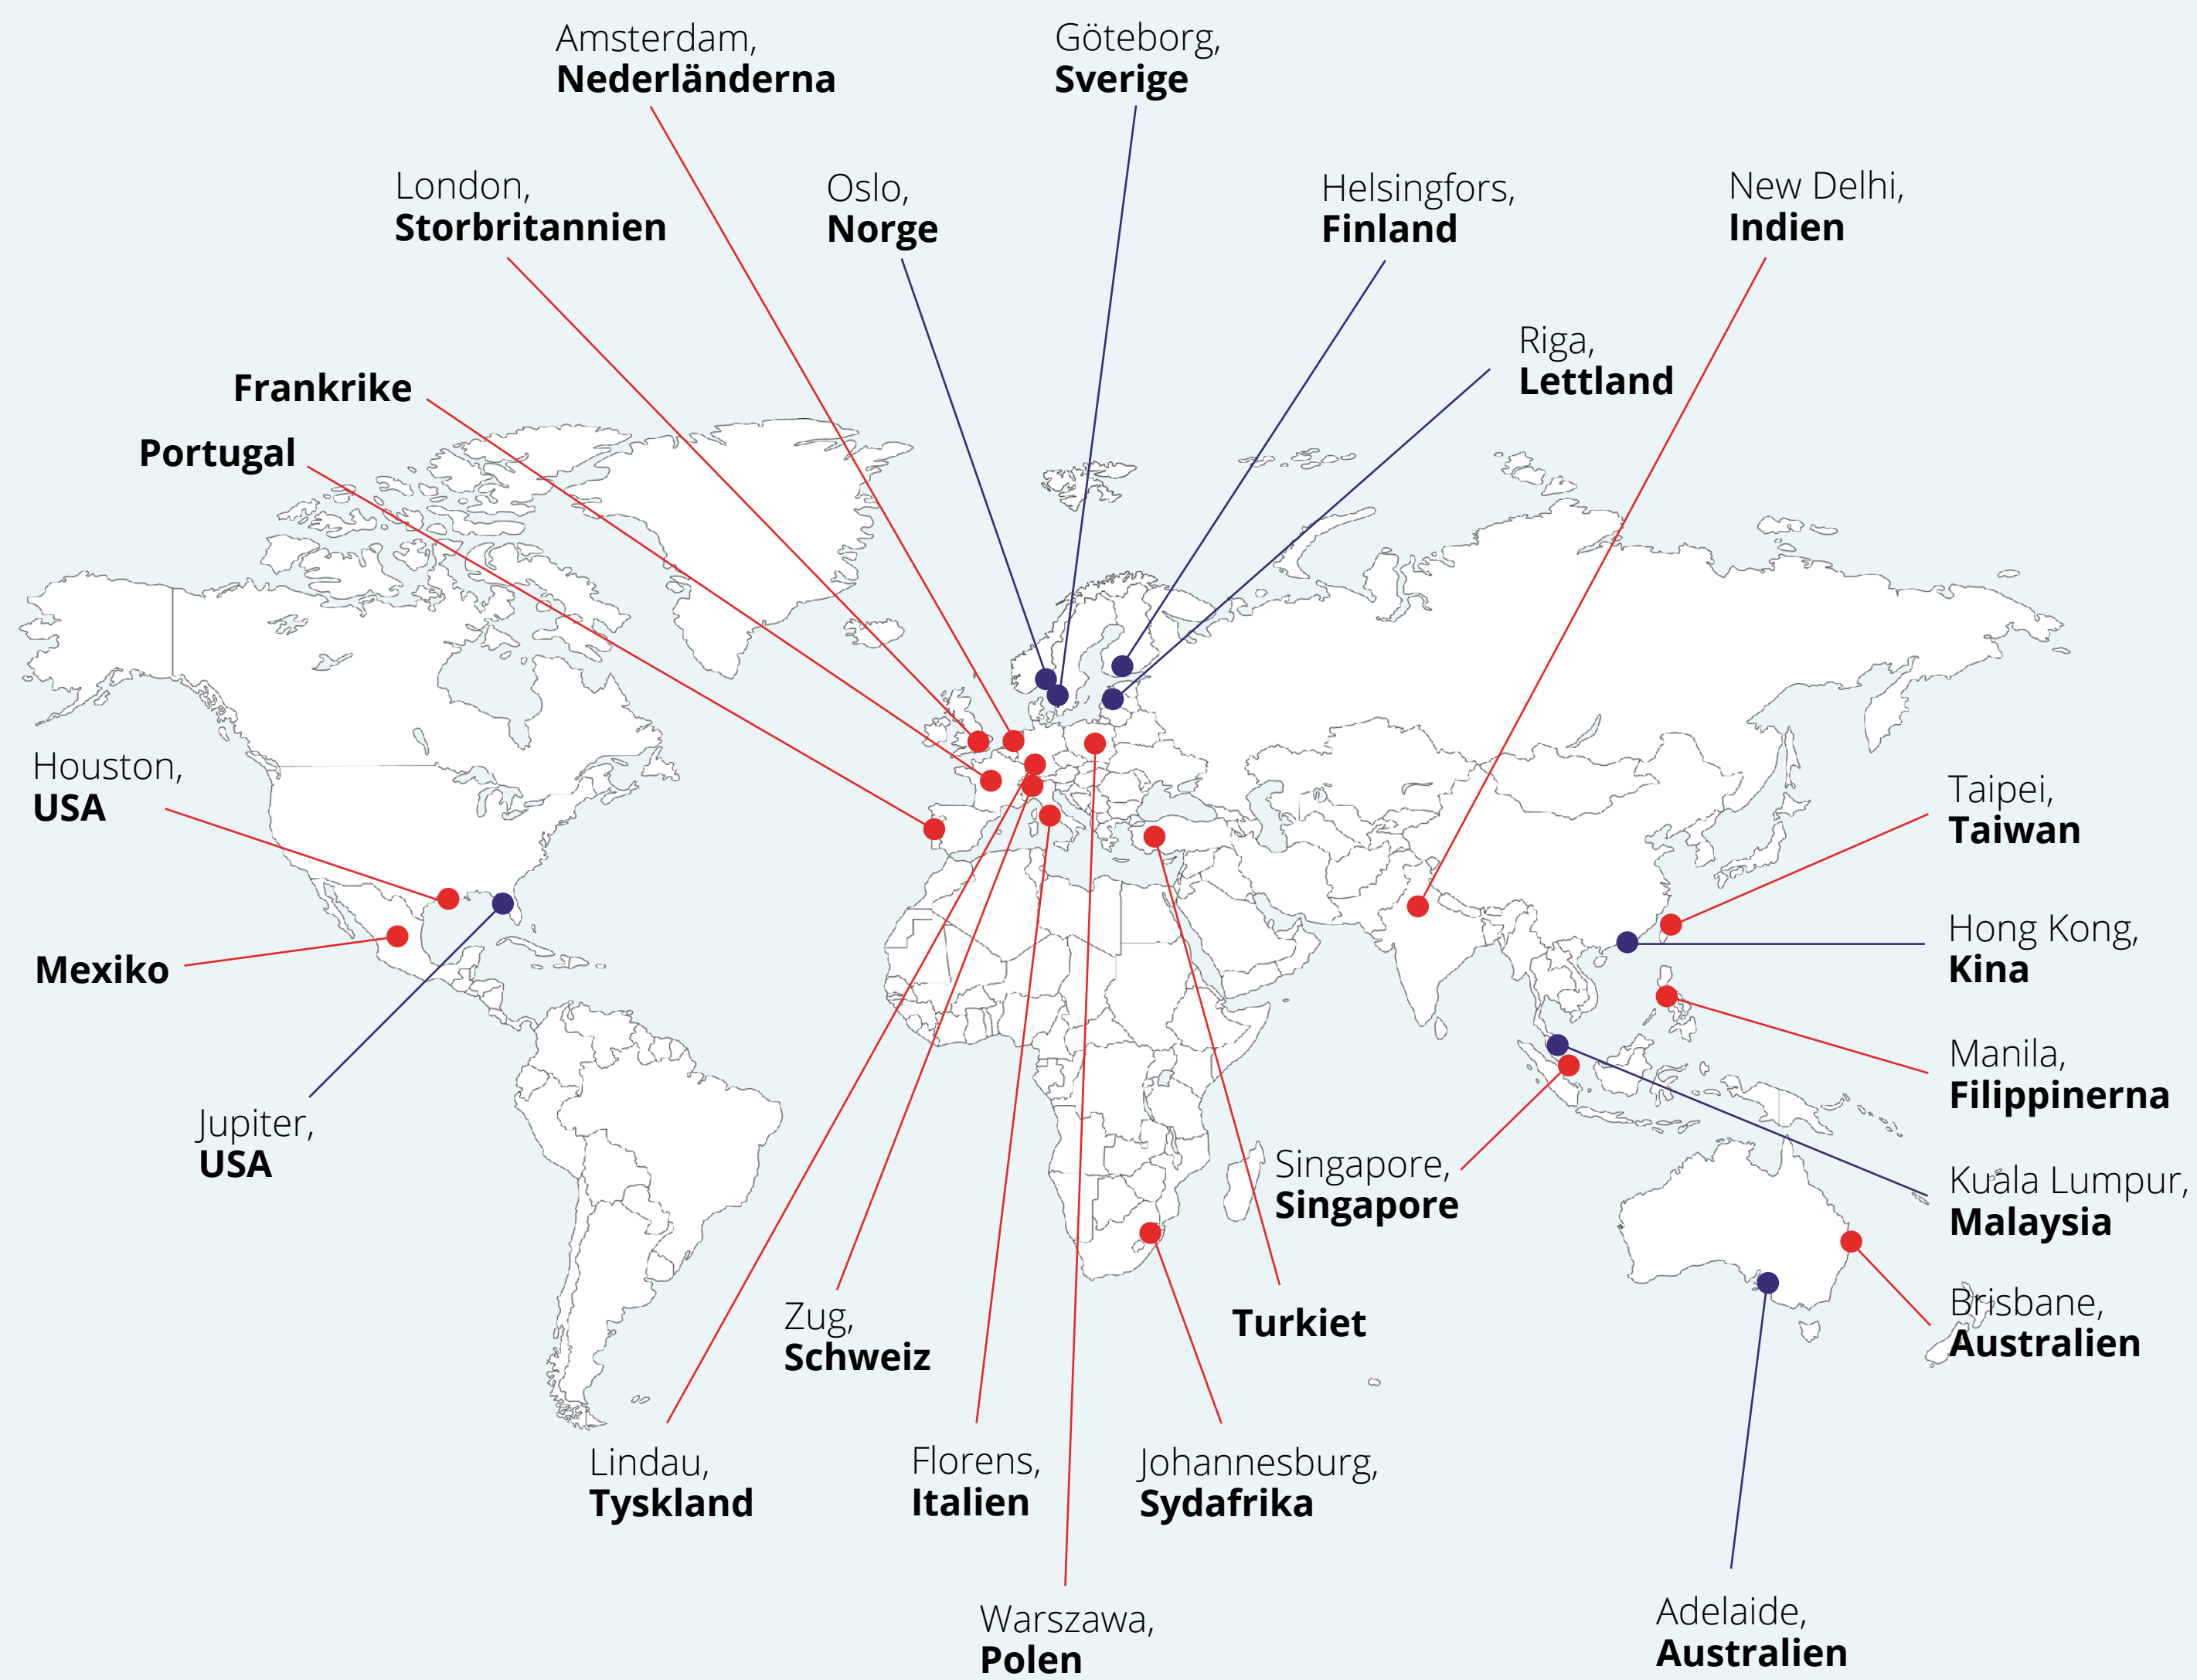 Amsterdam,
Nederländerna
Göteborg,
Sverige
London,
Storbritannien
Oslo,
Norge
Helsingfors,
Finland
New Delhi,
Indien
Riga,
Lettland
Frankrike
Portugal
Houston,
USA
Taipei,
Taiwan
Hong Kong,
Kina
Mexiko
Manila,
Filippinerna
Jupiter,
USA
Singapore,
Singapore
Kuala Lumpur,
Malaysia
Zug,
Schweiz
Turkiet
Brisbane,
Australien
Lindau,
Tyskland
Florens,
Italien
Johannesburg,
Sydafrika
Warszawa,
Polen
Adelaide,
Australien